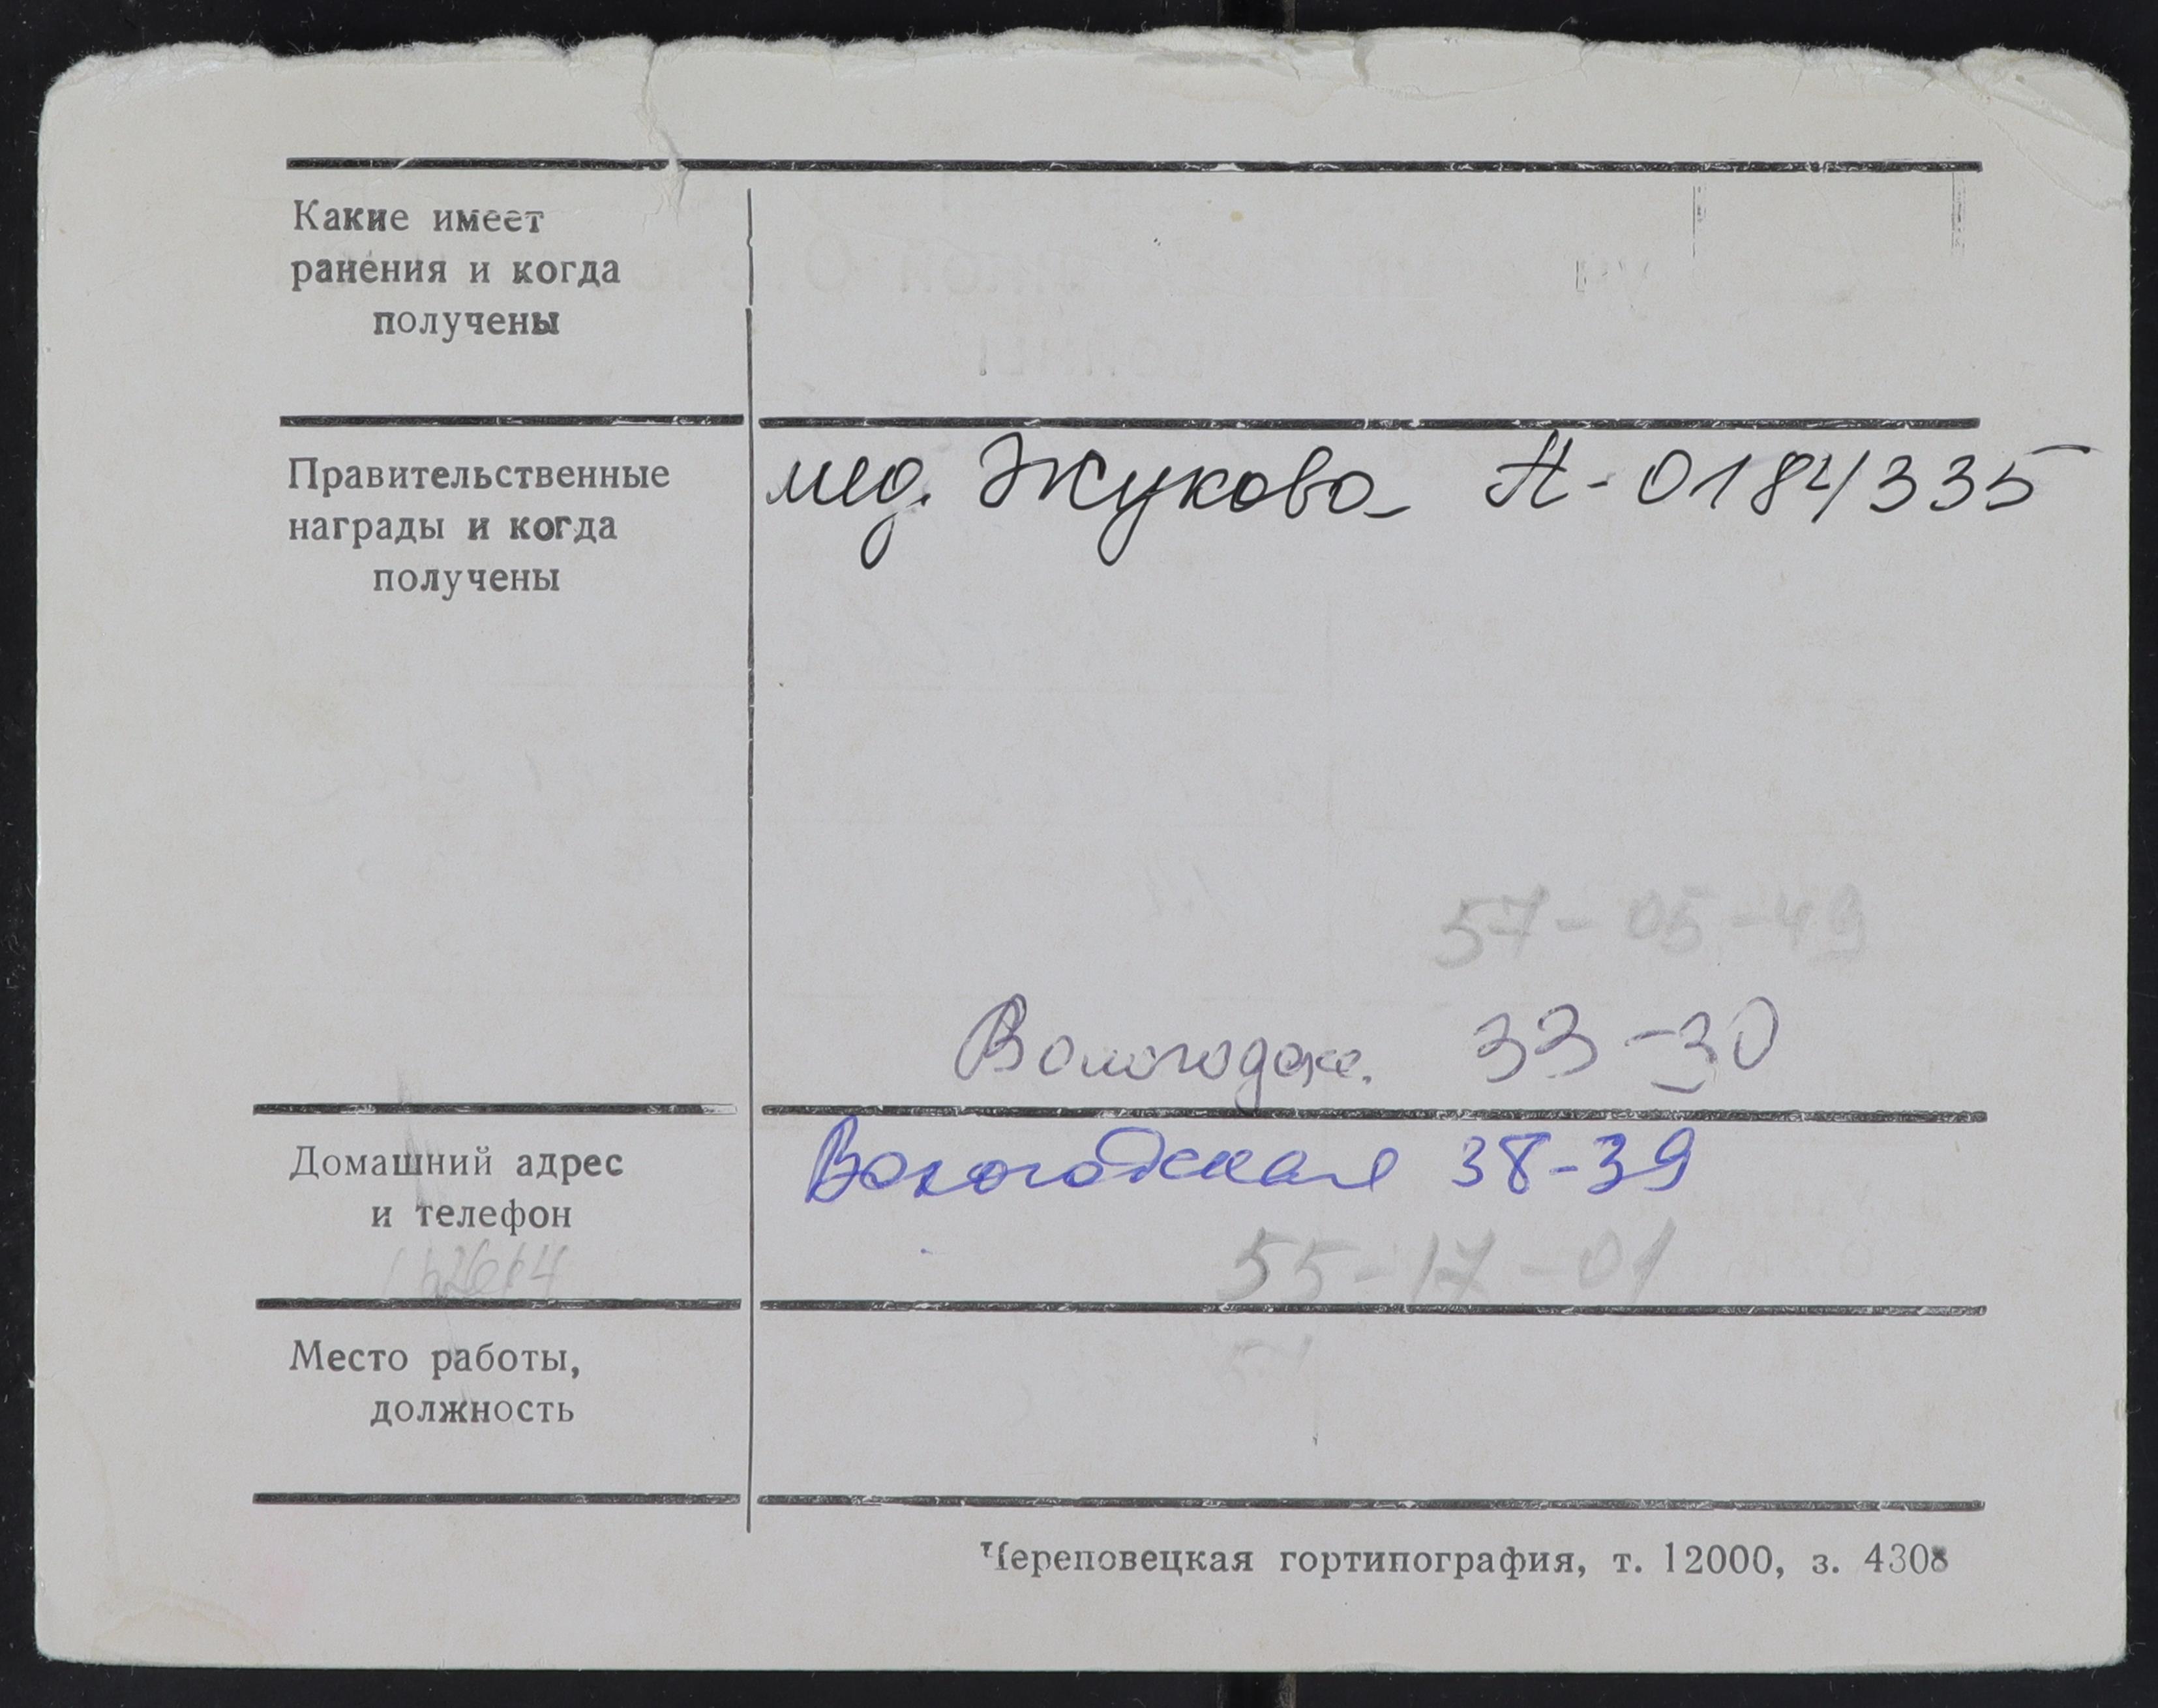 Какие имеет
ранения и когда
получены
Правительственные
награды и когда
получены
мед. Жукова А-0184335
57-05-49
Вологодск. 33-30
Домашний адрес
и телефон
Вологодская 38-39
55-17-01
Место работы,
должность
Череповецкая гортипография, т. 12000, з. 4308